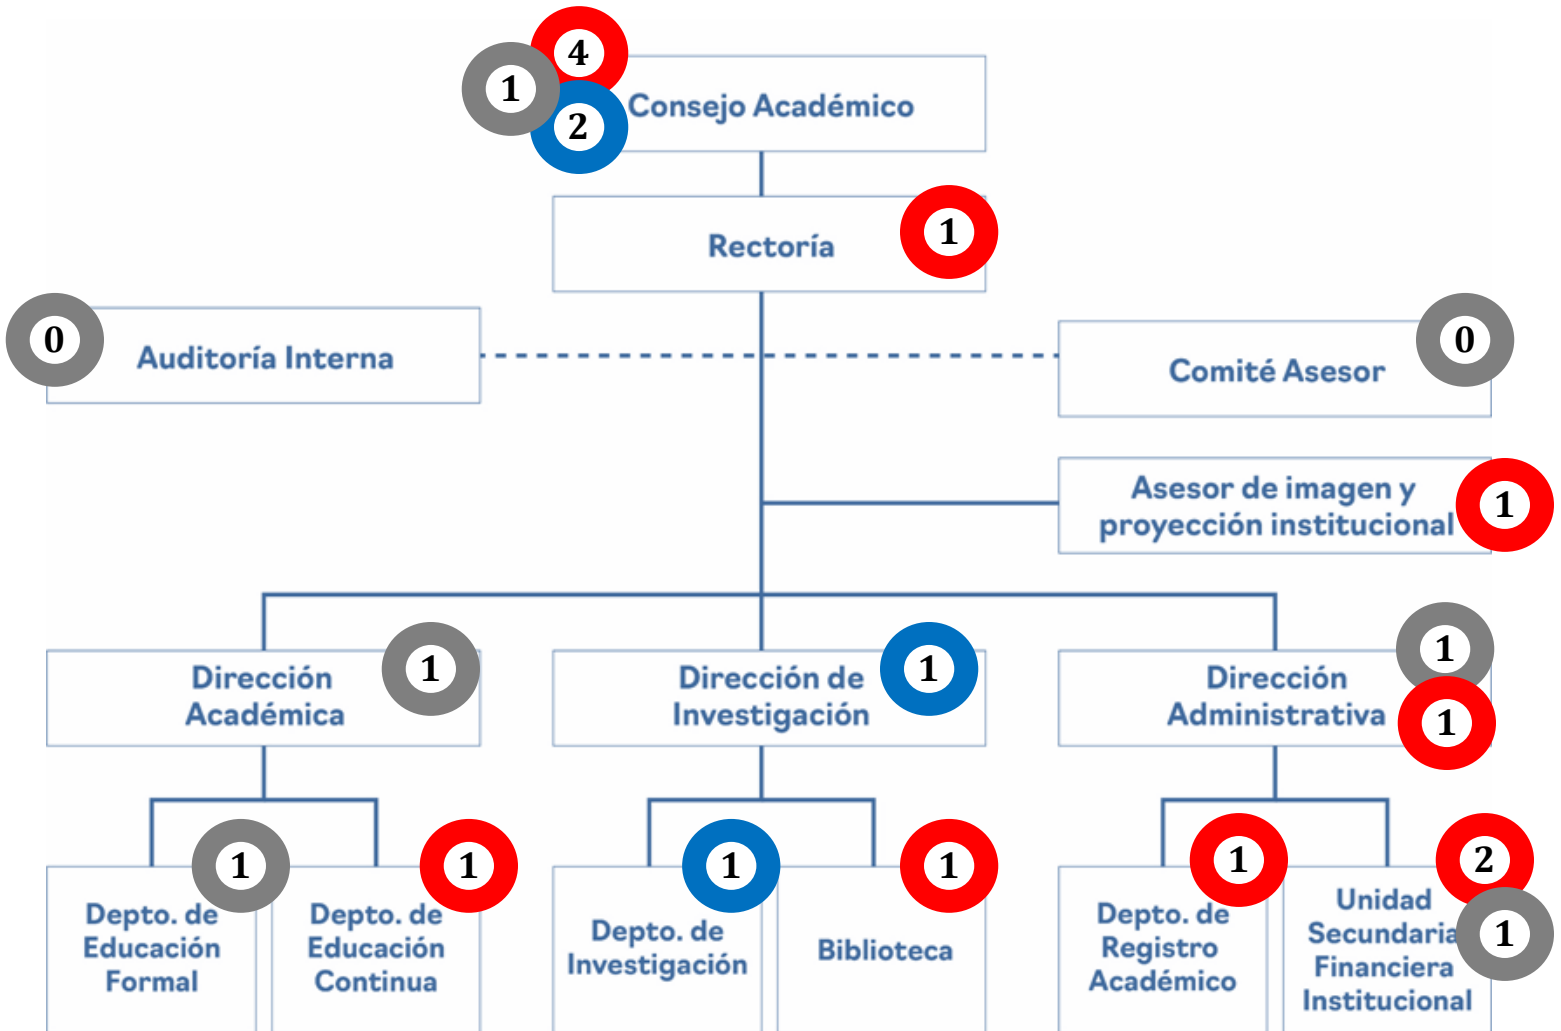 4
1
Consejo Académico
2
Rectoría
1
0
Auditoría Interna
0
Comité Asesor
Asesor de imagen y
proyección institucional
1
Dirección
Académica
1
Dirección de
Investigación
1
Dirección
Administrativa
1
1
1
Depto. de
Educación
Formal
1
Depto. de
Educación
Continua
1
Depto. de
Investigación
1
Biblioteca
1
Depto. de
Registro
Académico
2
1
Unidad
Secundaria
Financiera
Institucional